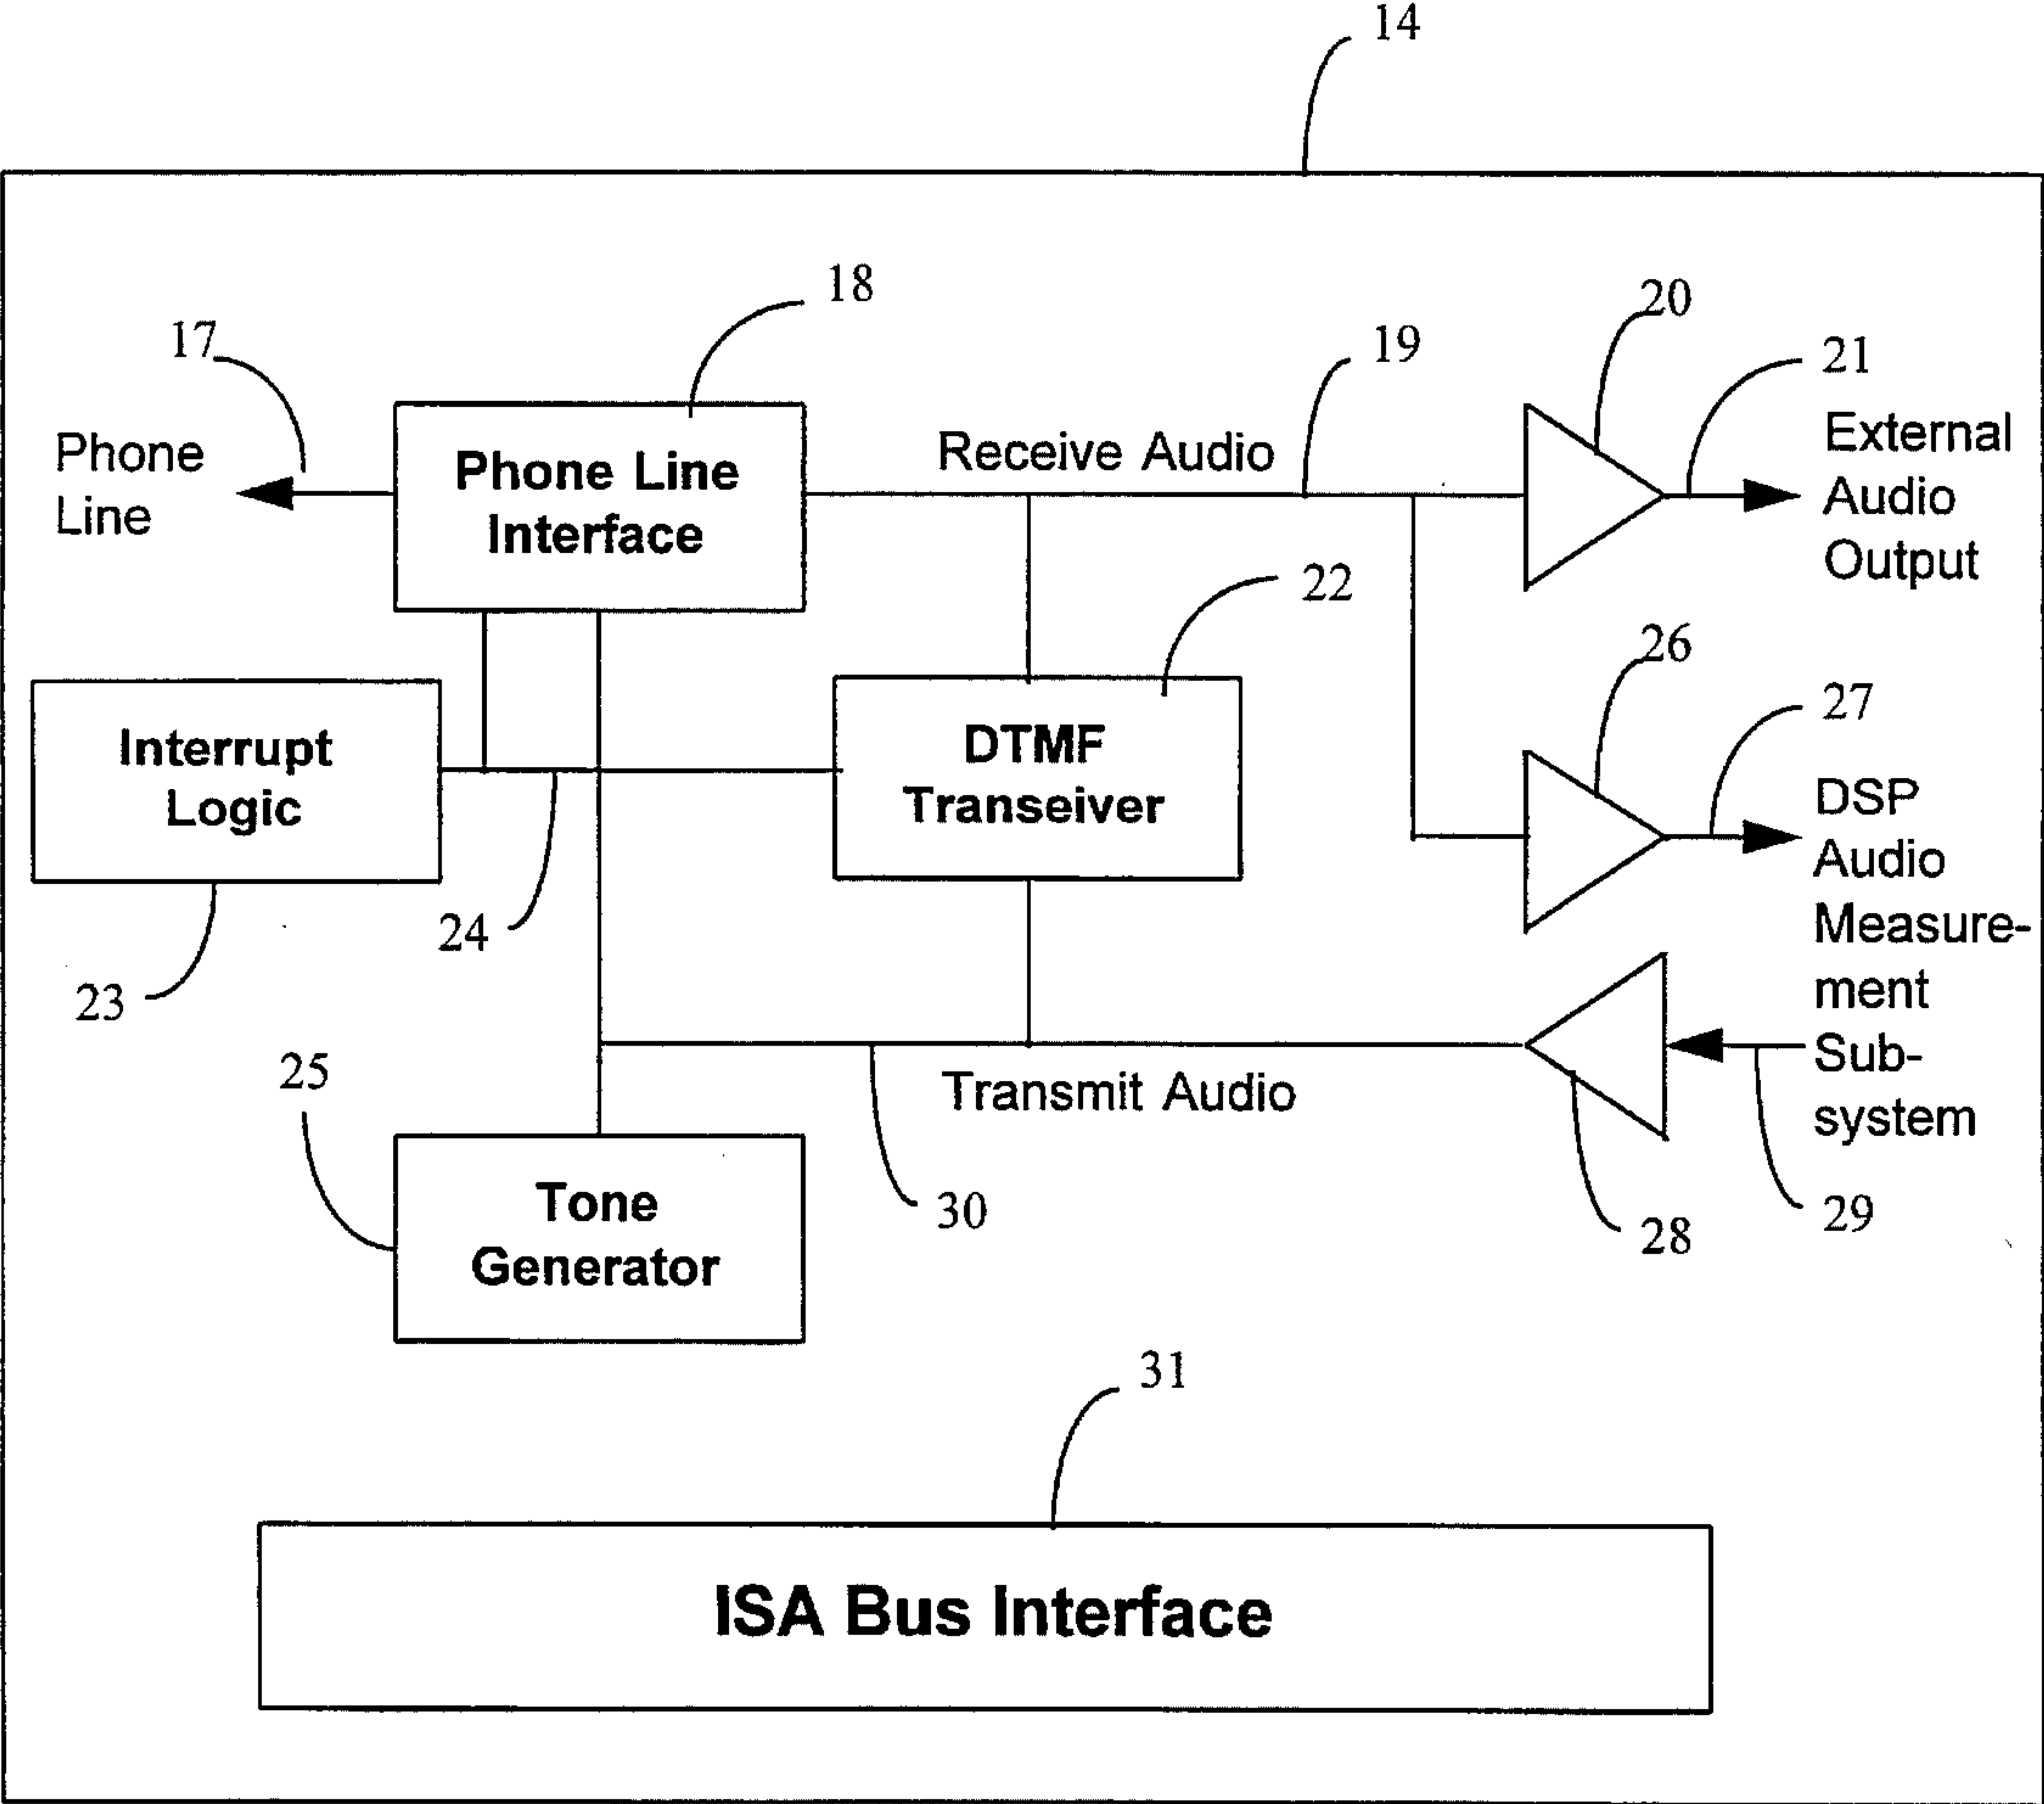 14
18
20
17
19
21
Phone
Line
Phone Line
Interface
Receive Audio
External
Audio
Output
22
26
27
Interrupt
Logic
DTMF
Transeiver
DSP
Audio
Measure-
ment
Sub-
system
24
23
25
Transmit Audio
30
28
29
Tone
Generator
31
ISA Bus Interface